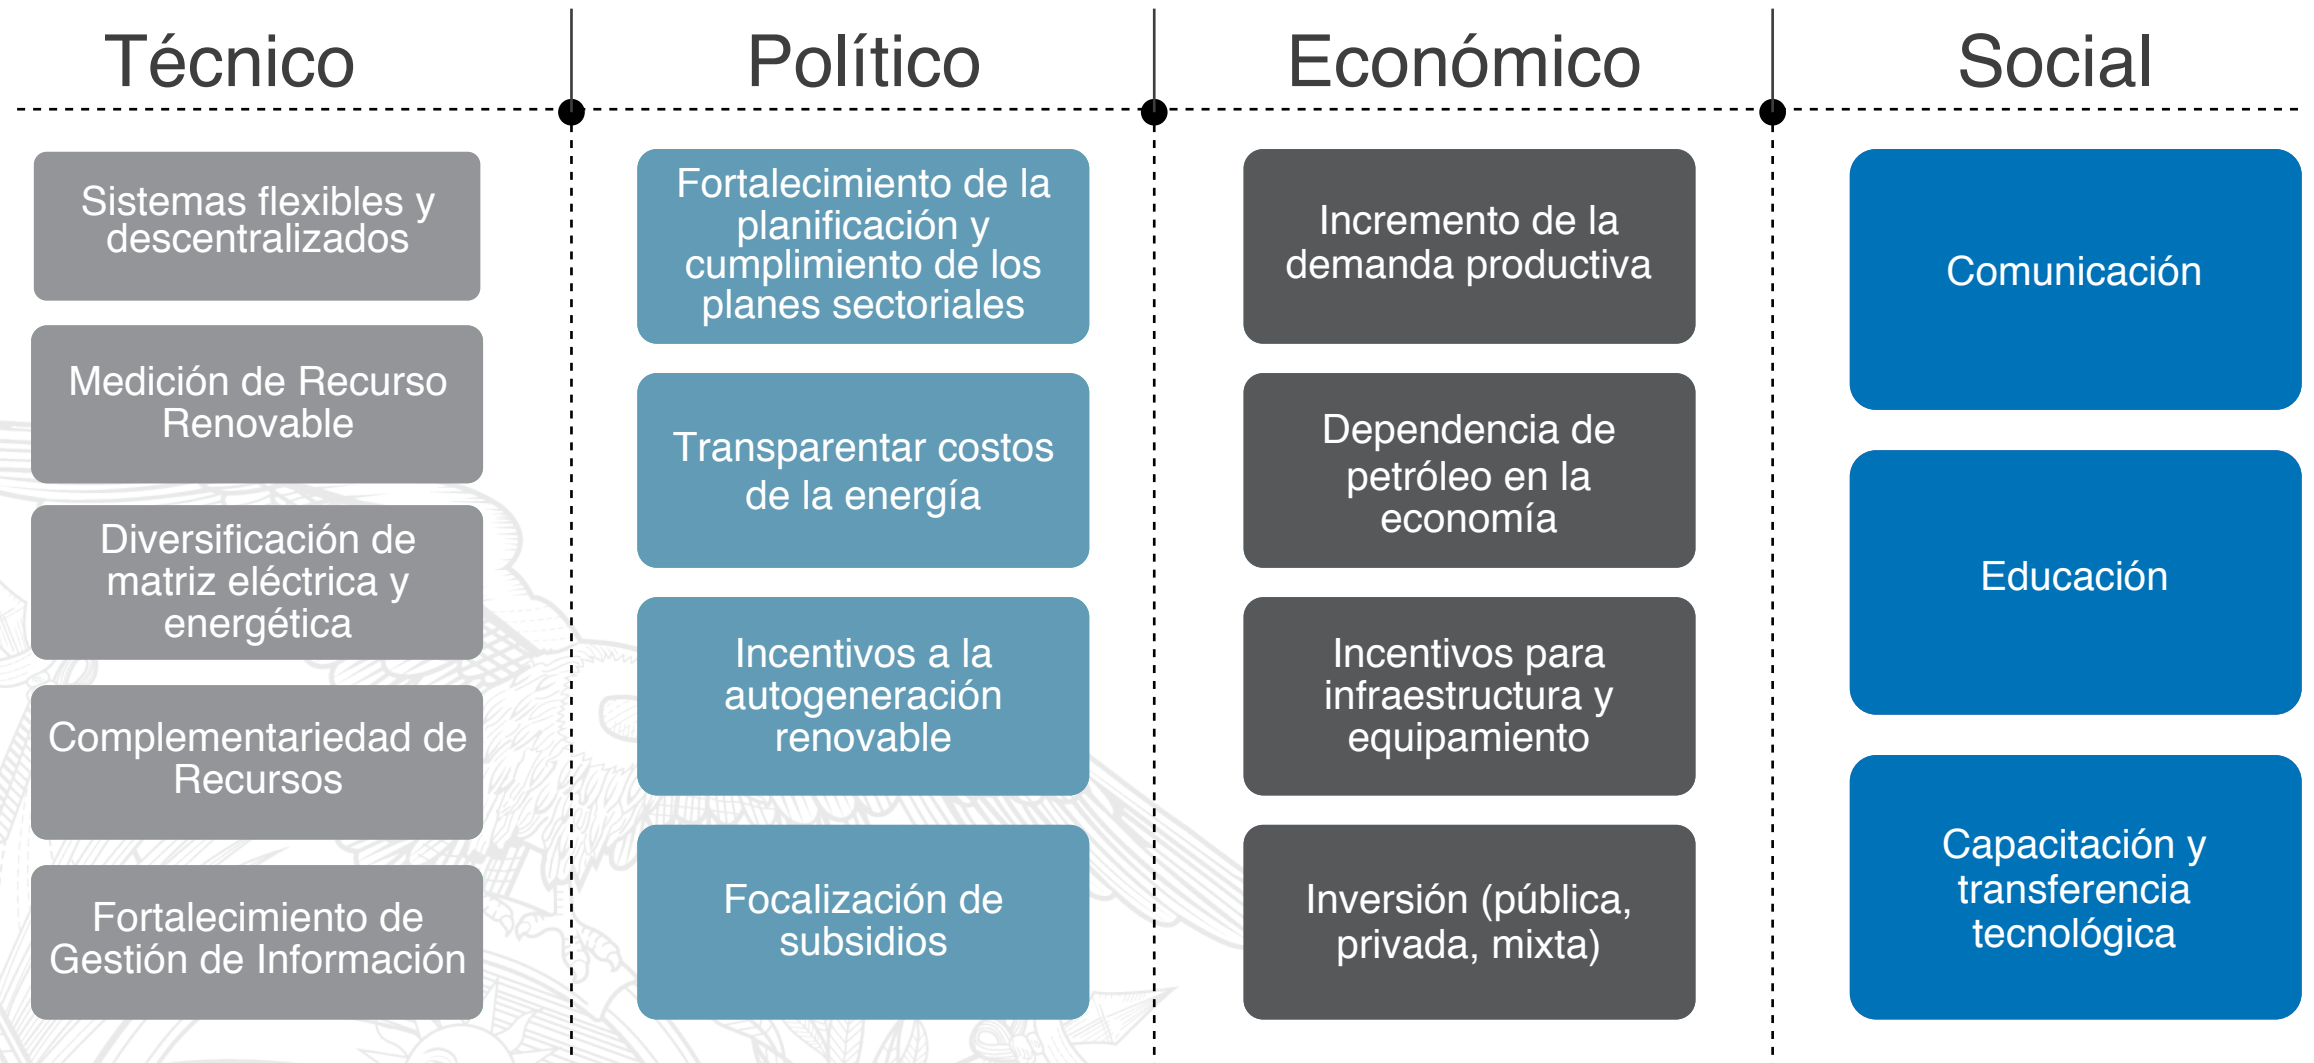 Técnico
Sistemas flexibles y
descentralizados
Medición de Recurso
Renovable
Diversificación de
matriz eléctrica y
energética
Complementariedad de
Recursos
Fortalecimiento de
Gestión de Información
Político
Fortalecimiento de la
planificación y
cumplimiento de los
planes sectoriales
Transparentar costos
de la energía
Incentivos a la
autogeneración
renovable
Focalización de
subsidios
Económico
Incremento de la
demanda productiva
Dependencia de
petróleo en la
economía
Incentivos para
infraestructura y
equipamiento
Inversión (pública,
privada, mixta)
Social
Comunicación
Educación
Capacitación y
transferencia
tecnológica